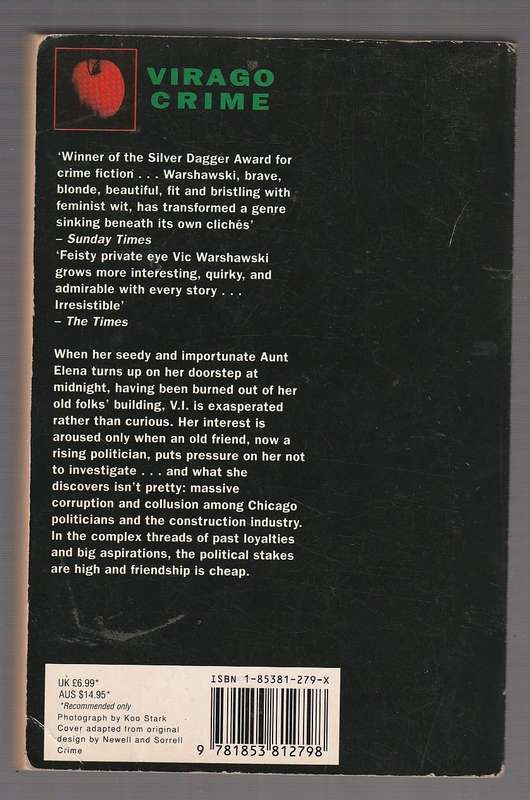 VIRAGO
CRIME
‘Winner of the Silver Dagger Award for
crime fiction . . . Warshawski, brave,
blonde, beautiful, fit and bristling with
feminist wit, has transformed a genre
sinking beneath its own clichés’
– Sunday Times
‘Feisty private eye Vic Warshawski
grows more interesting, quirky, and
admirable with every story . . .
Irresistible’
– The Times
When her seedy and importunate Aunt
Elena turns up on her doorstep at
midnight, having been burned out of her
old folks’ building, V.I. is exasperated
rather than curious. Her interest is
aroused only when an old friend, now a
rising politician, puts pressure on her not
to investigate . . . and what she
discovers isn’t pretty: massive
corruption and collusion among Chicago
politicians and the construction industry.
In the complex threads of past loyalties
and big aspirations, the political stakes
are high and friendship is cheap.
UK £6.99*
AUS $14.95*
*Recommended only
Photograph by Koo Stark
Cover adapted from original
design by Newell and Sorrell
Crime
ISBN 1-85381-279-X
9 781853 812798